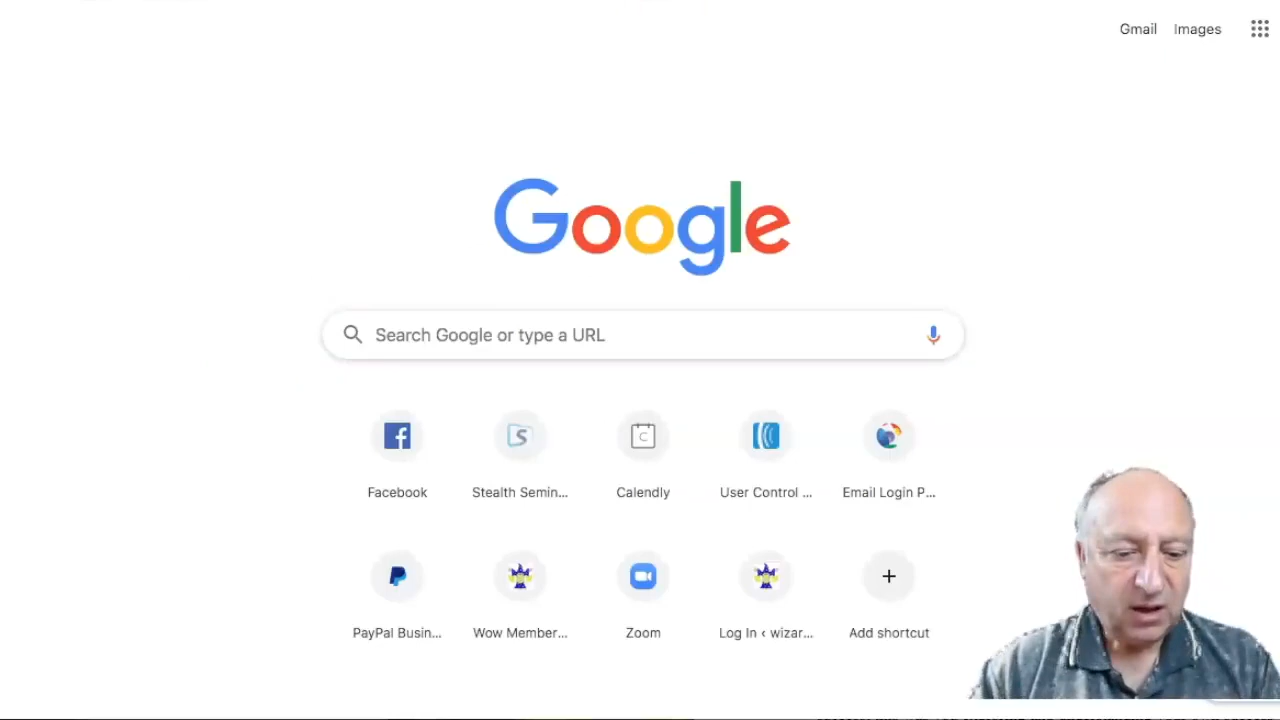 Gmail Images
Google
Search Google or type a URL
Facebook Stealth Semin... Calendly User Control ... Email Login P...
PayPal Busin... Wow Member... Zoom Log In ‹ wizar... Add shortcut